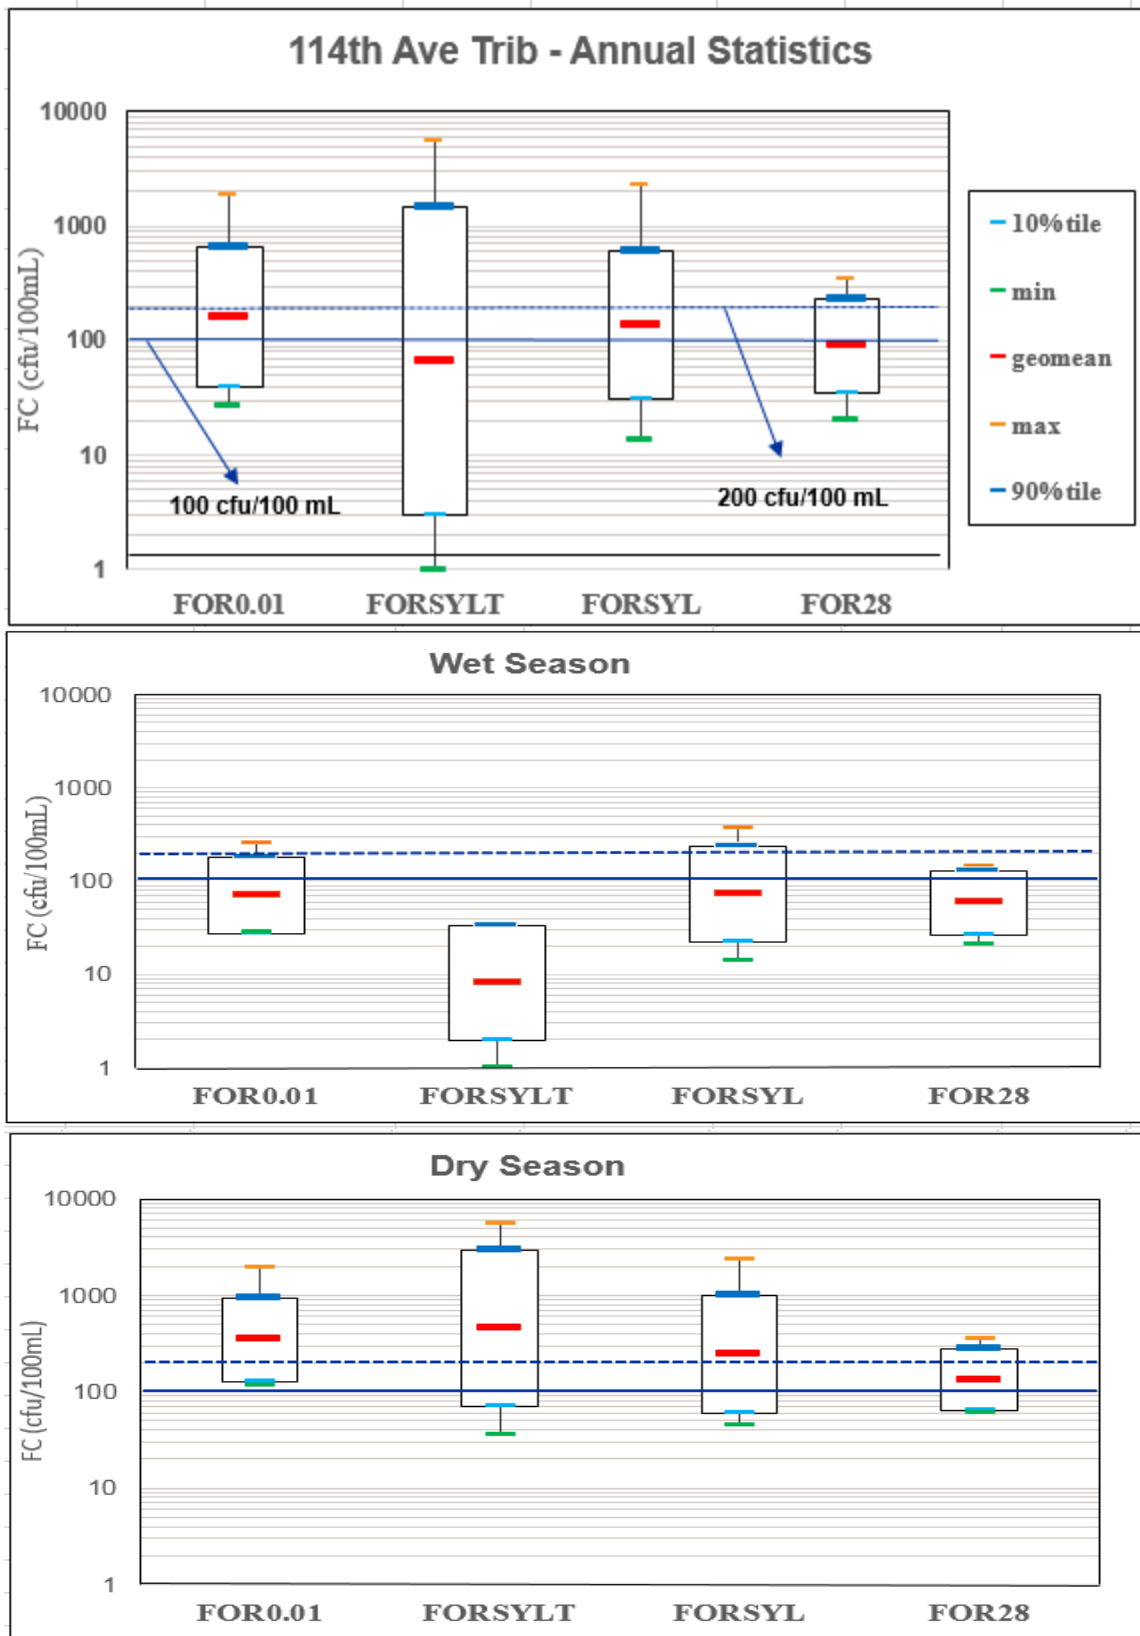 114th Ave Trib - Annual Statistics
10000
1000
100
10
1
FC (cfu/100mL)
100 cfu/100 mL
200 cfu/100 mL
FOR0.01 FORSYLT FORSYL FOR28
10%tile
min
geomean
max
90%tile
Wet Season
10000
1000
100
10
1
FC (cfu/100mL)
FOR0.01 FORSYLT FORSYL FOR28
Dry Season
10000
1000
100
10
1
FC (cfu/100mL)
FOR0.01 FORSYLT FORSYL FOR28